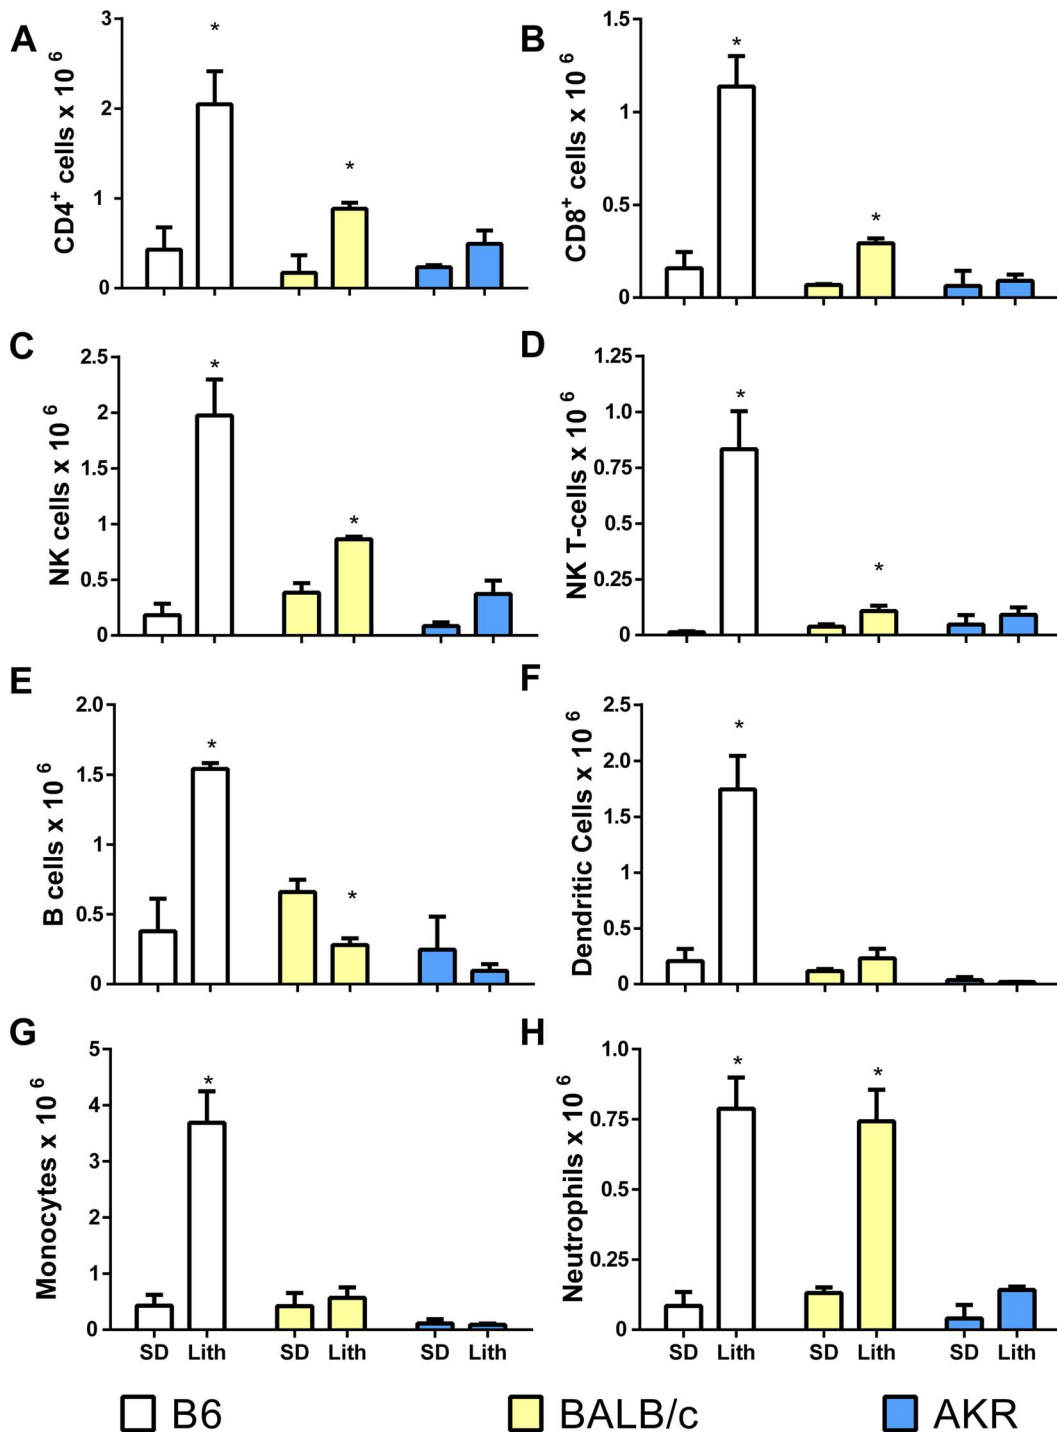 A
CD4⁺ cells x 10 ⁶
3
2
1
0
*
*
B
CD8⁺ cells x 10 ⁶
1.5
1
0.5
0
*
*
C
NK cells x 10 ⁶
2.5
2
1.5
1
0.5
0
*
*
D
NK T-cells x 10 ⁶
1.25
1.0
0.75
0.5
0.25
0
*
*
E
B cells x 10 ⁶
2.0
1.5
1
0.5
0
*
*
F
Dendritic Cells x 10 ⁶
2.5
2.0
1.5
1
0.5
0
*
G
Monocytes x 10 ⁶
5
4
3
2
1
0
*
SD Lith SD Lith SD Lith
H
Neutrophils x 10 ⁶
1.0
0.75
0.5
0.25
0
*
*
SD Lith SD Lith SD Lith
B6 BALB/c AKR